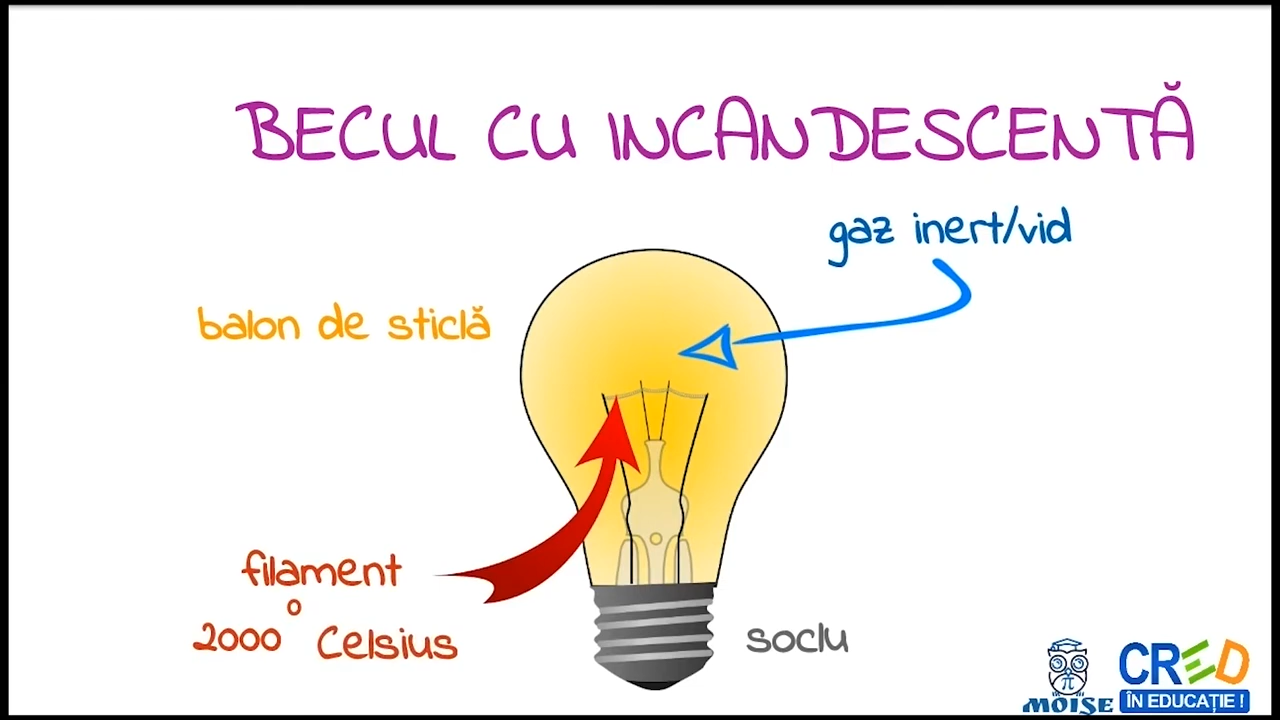 BECUL CU INCANDESCENTĂ
gaz inert/vid
balon de sticlă
filament
2000 ° Celsius
soclu
π
MOISE
CRED
ÎN EDUCAȚIE !